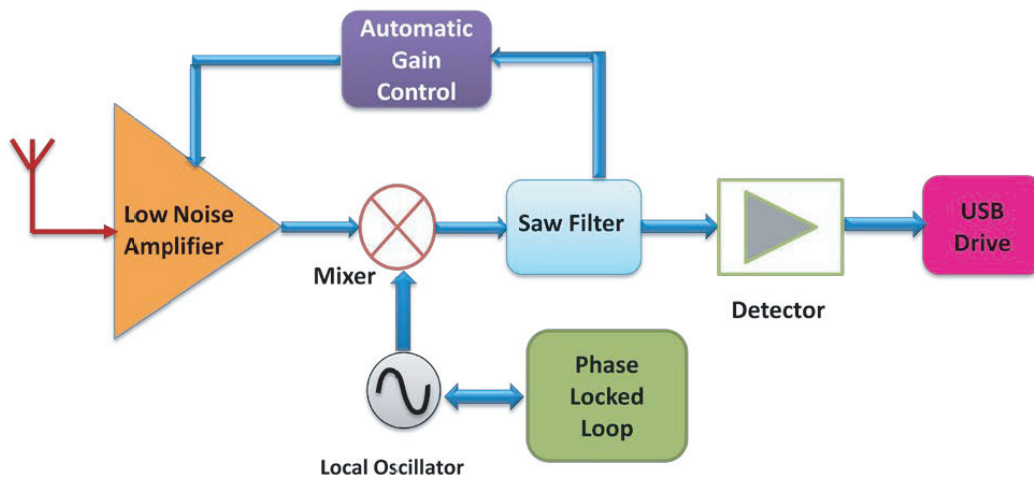 Automatic
Gain
Control
Low Noise
Amplifier
Mixer
Saw Filter
Detector
USB
Drive
Local Oscillator
Phase
Locked
Loop